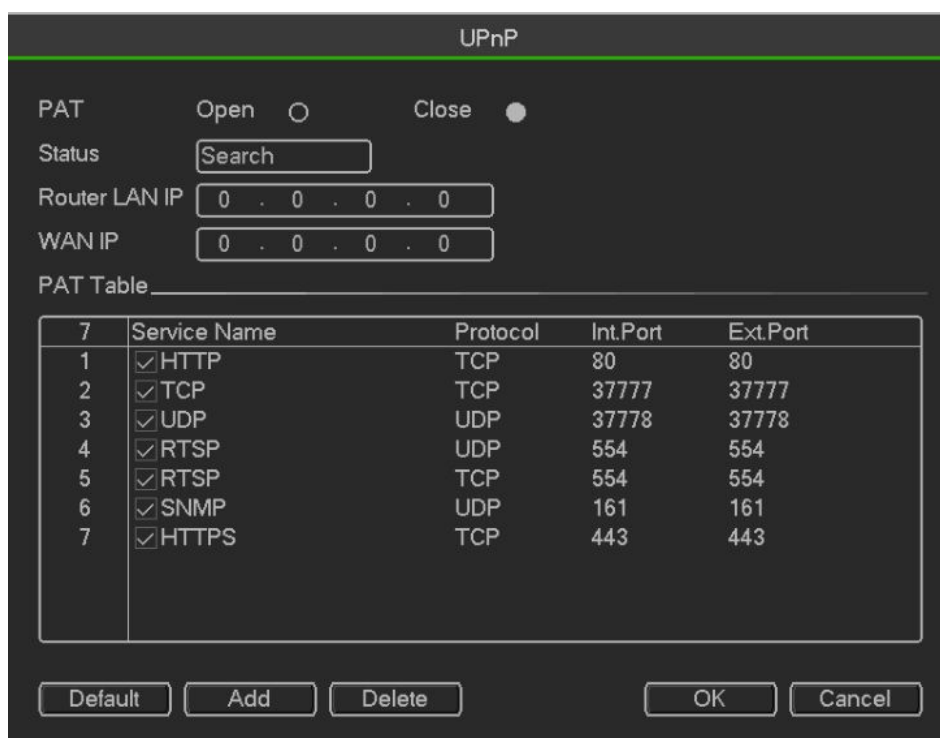 UPnP
PAT Open Close
Status Search
Router LAN IP 0 . 0 . 0 . 0
WAN IP 0 . 0 . 0 . 0
PAT Table
7 Service Name Protocol Int.Port Ext.Port
1 HTTP TCP 80 80
2 TCP TCP 37777 37777
3 UDP UDP 37778 37778
4 RTSP UDP 554 554
5 RTSP TCP 554 554
6 SNMP UDP 161 161
7 HTTPS TCP 443 443
Default Add Delete OK Cancel